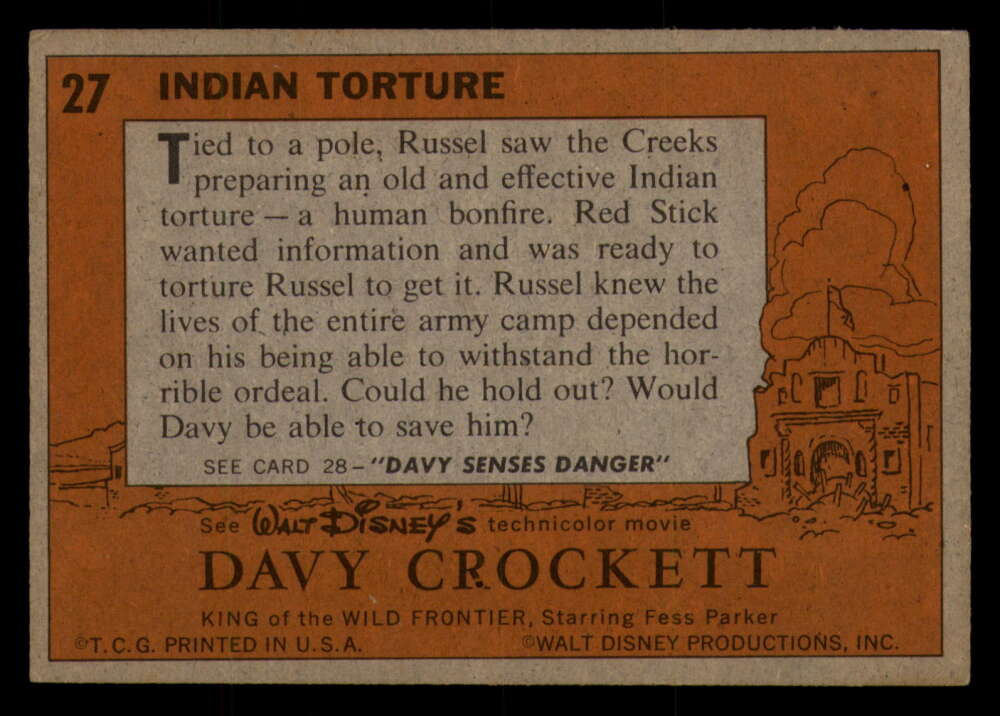 27 INDIAN TORTURE
Tied to a pole, Russel saw the Creeks
preparing an old and effective Indian
torture — a human bonfire. Red Stick
wanted information and was ready to
torture Russel to get it. Russel knew the
lives of the entire army camp depended
on his being able to withstand the hor-
rible ordeal. Could he hold out? Would
Davy be able to save him?
SEE CARD 28—"DAVY SENSES DANGER"
See WALT DISNEY'S technicolor movie
DAVY CROCKETT
KING of the WILD FRONTIER, Starring Fess Parker
©T.C.G. PRINTED IN U.S.A. ©WALT DISNEY PRODUCTIONS, INC.